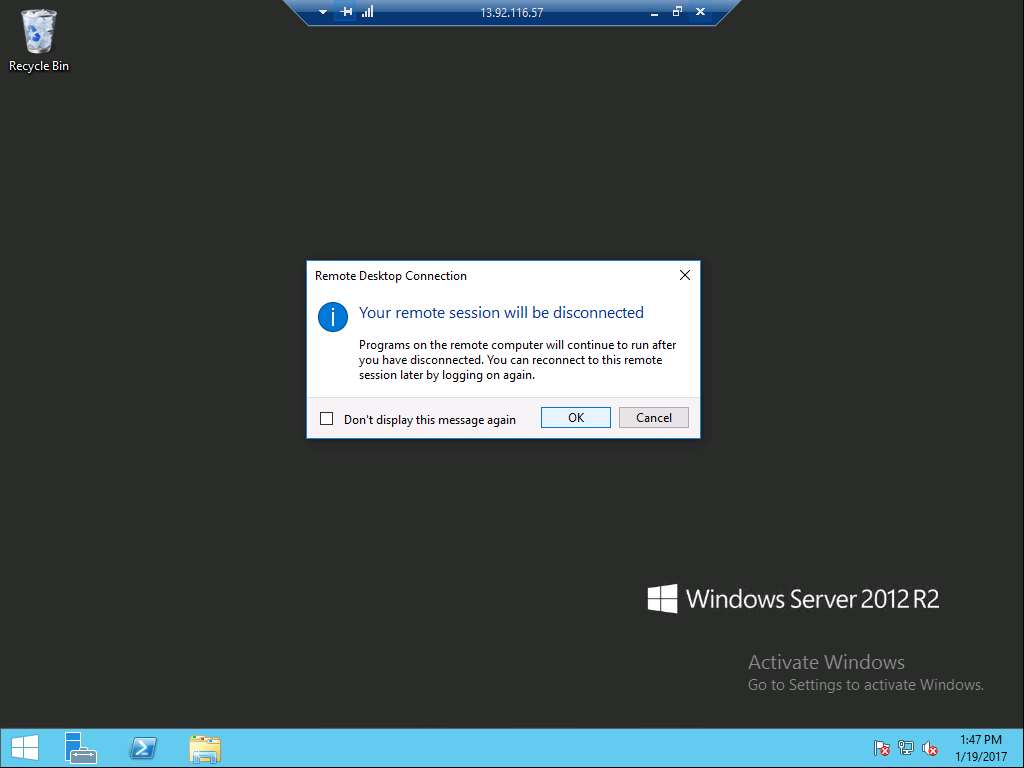 13.92.116.57
Recycle Bin
Remote Desktop Connection
Your remote session will be disconnected
Programs on the remote computer will continue to run after
you have disconnected. You can reconnect to this remote
session later by logging on again.
Don't display this message again
OK
Cancel
Windows Server 2012 R2
Activate Windows
Go to Settings to activate Windows.
1:47 PM
1/19/2017